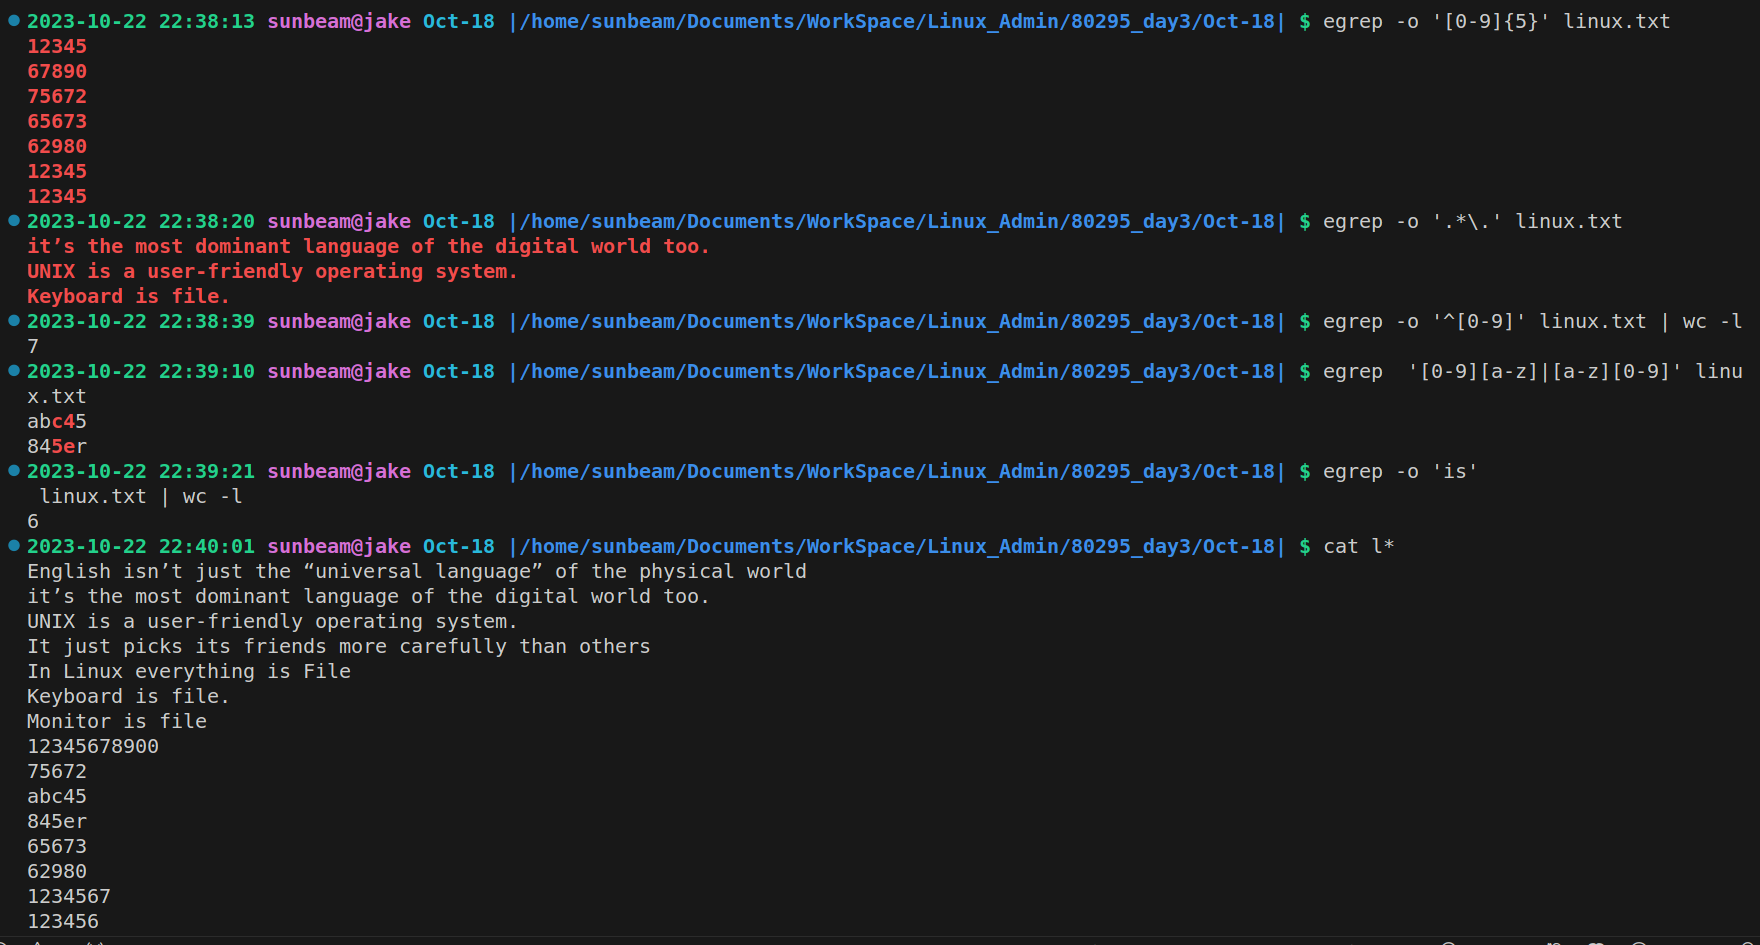 2023-10-22 22:38:13 sunbeam@jake Oct-18 |/home/sunbeam/Documents/WorkSpace/Linux_Admin/80295_day3/Oct-18| $ egrep -o '[0-9]{5}' linux.txt
12345
67890
75672
65673
62980
12345
12345
2023-10-22 22:38:20 sunbeam@jake Oct-18 |/home/sunbeam/Documents/WorkSpace/Linux_Admin/80295_day3/Oct-18| $ egrep -o '.*\.' linux.txt
it’s the most dominant language of the digital world too.
UNIX is a user-friendly operating system.
Keyboard is file.
2023-10-22 22:38:39 sunbeam@jake Oct-18 |/home/sunbeam/Documents/WorkSpace/Linux_Admin/80295_day3/Oct-18| $ egrep -o '^[0-9]' linux.txt | wc -l
7
2023-10-22 22:39:10 sunbeam@jake Oct-18 |/home/sunbeam/Documents/WorkSpace/Linux_Admin/80295_day3/Oct-18| $ egrep  '[0-9][a-z]|[a-z][0-9]' linu
x.txt
abc45
845er
2023-10-22 22:39:21 sunbeam@jake Oct-18 |/home/sunbeam/Documents/WorkSpace/Linux_Admin/80295_day3/Oct-18| $ egrep -o 'is'
 linux.txt | wc -l
6
2023-10-22 22:40:01 sunbeam@jake Oct-18 |/home/sunbeam/Documents/WorkSpace/Linux_Admin/80295_day3/Oct-18| $ cat l*
English isn’t just the “universal language” of the physical world
it’s the most dominant language of the digital world too.
UNIX is a user-friendly operating system.
It just picks its friends more carefully than others
In Linux everything is File
Keyboard is file.
Monitor is file
12345678900
75672
abc45
845er
65673
62980
1234567
123456